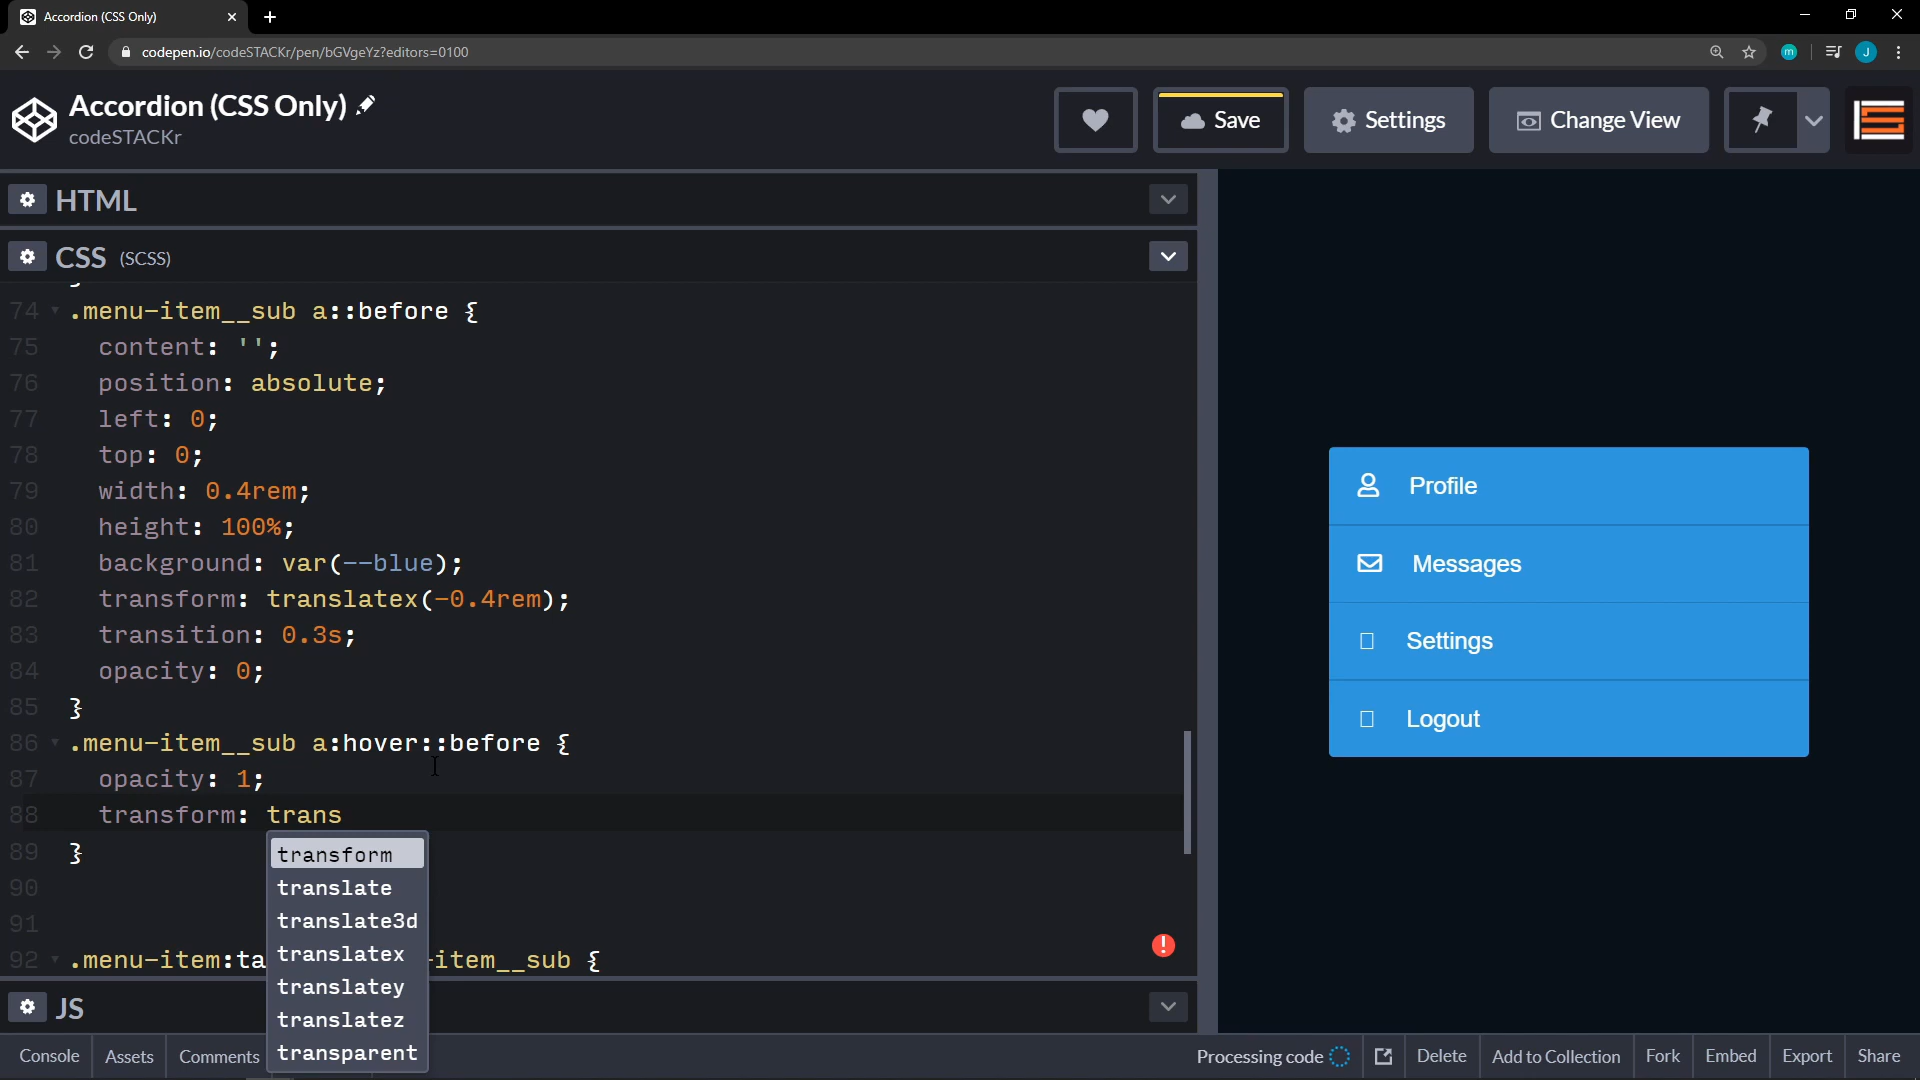 Accordion (CSS Only)
codepen.io/codeSTACKr/pen/bGVgeYz?editors=0100
m
J
Accordion (CSS Only)
codeSTACKr
Save
Settings
Change View
HTML
CSS (SCSS)
74 .menu-item__sub a::before {
75 content: '';
76 position: absolute;
77 left: 0;
78 top: 0;
79 width: 0.4rem;
80 height: 100%;
81 background: var(--blue);
82 transform: translatex(-0.4rem);
83 transition: 0.3s;
84 opacity: 0;
85 }
86 .menu-item__sub a:hover::before {
87 opacity: 1;
88 transform: trans
89 }
90
91
92 .menu-item:ta -item__sub {
transform
translate
translate3d
translatex
translatey
translatez
transparent
Profile
Messages
Settings
Logout
JS
Console
Assets
Comments
Processing code
Delete
Add to Collection
Fork
Embed
Export
Share